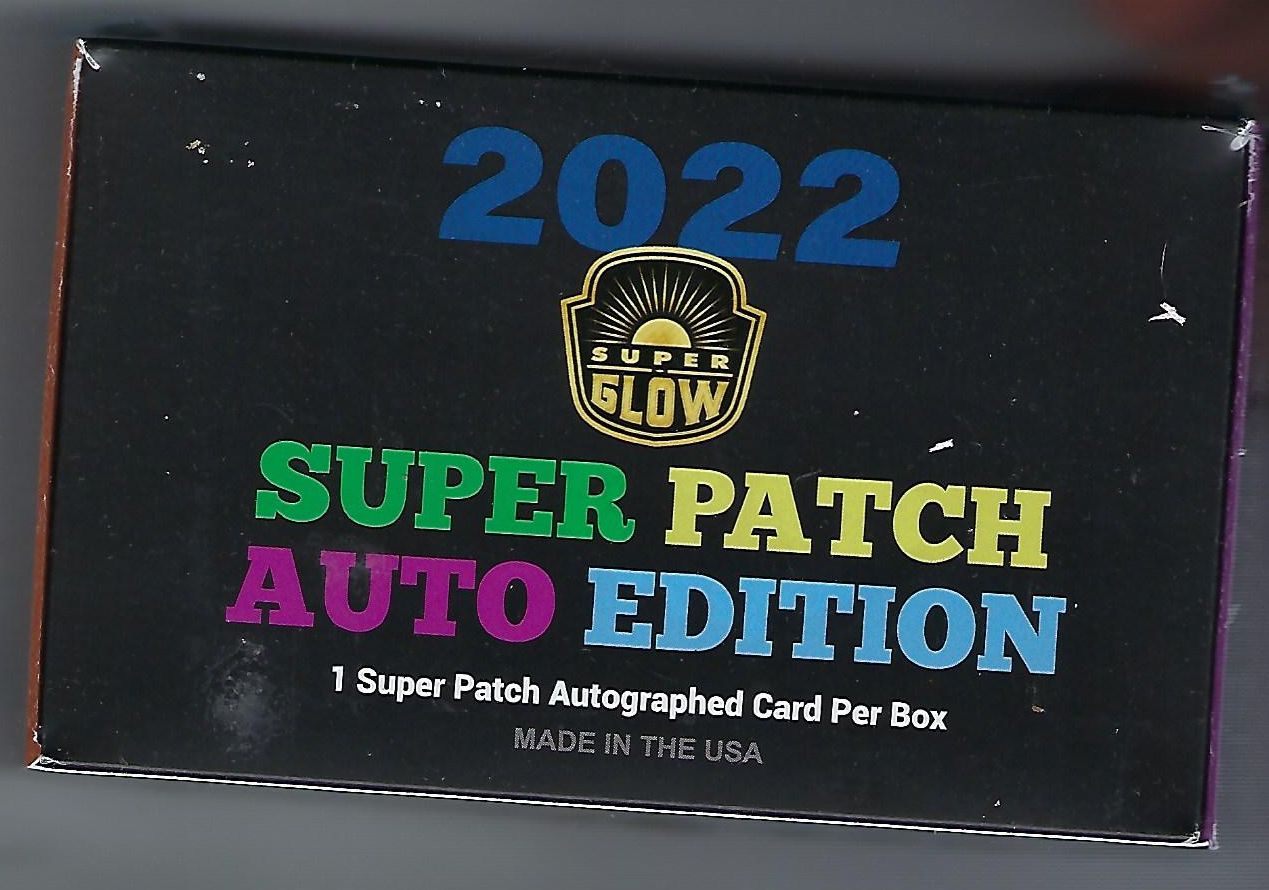 2022
SUPER
GLOW
SUPER PATCH
AUTO EDITION
1 Super Patch Autographed Card Per Box
MADE IN THE USA